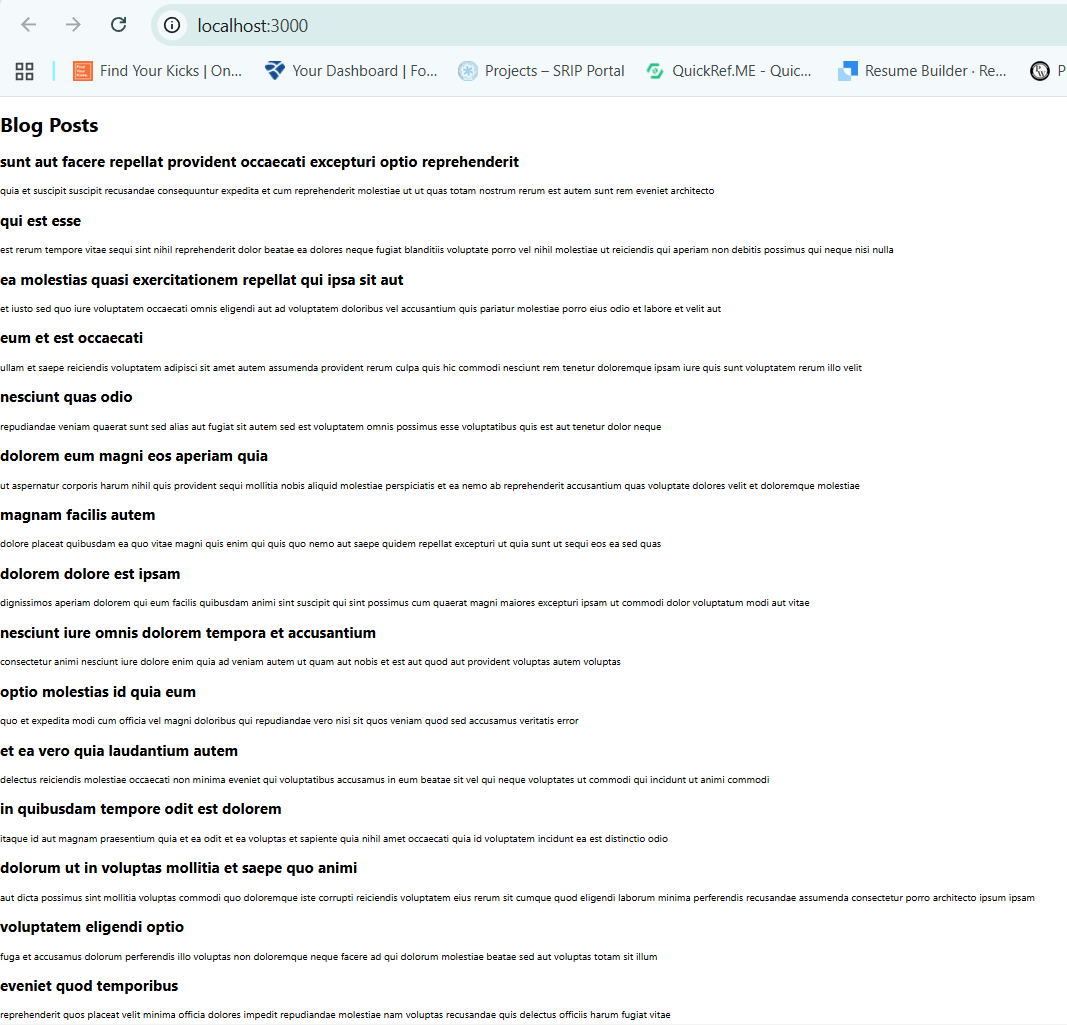 localhost:3000
Find Your Kicks | On...
Your Dashboard | Fo...
Projects – SRIP Portal
QuickRef.ME - Quic...
Resume Builder · Re...
P
Blog Posts
sunt aut facere repellat provident occaecati excepturi optio reprehenderit
quia et suscipit suscipit recusandae consequuntur expedita et cum reprehenderit molestiae ut ut quas totam nostrum rerum est autem sunt rem eveniet architecto
qui est esse
est rerum tempore vitae sequi sint nihil reprehenderit dolor beatae ea dolores neque fugiat blanditiis voluptate porro vel nihil molestiae ut reiciendis qui aperiam non debitis possimus qui neque nisi nulla
ea molestias quasi exercitationem repellat qui ipsa sit aut
et iusto sed quo iure voluptatem occaecati omnis eligendi aut ad voluptatem doloribus vel accusantium quis pariatur molestiae porro eius odio et labore et velit aut
eum et est occaecati
ullam et saepe reiciendis voluptatem adipisci sit amet autem assumenda provident rerum culpa quis hic commodi nesciunt rem tenetur doloremque ipsam iure quis sunt voluptatem rerum illo velit
nesciunt quas odio
repudiandae veniam quaerat sunt sed alias aut fugiat sit autem sed est voluptatem omnis possimus esse voluptatibus quis est aut tenetur dolor neque
dolorem eum magni eos aperiam quia
ut aspernatur corporis harum nihil quis provident sequi mollitia nobis aliquid molestiae perspiciatis et ea nemo ab reprehenderit accusantium quas voluptate dolores velit et doloremque molestiae
magnam facilis autem
dolore placeat quibusdam ea quo vitae magni quis enim qui quis quo nemo aut saepe quidem repellat excepturi ut quia sunt ut sequi eos ea sed quas
dolorem dolore est ipsam
dignissimos aperiam dolorem qui eum facilis quibusdam animi sint suscipit qui sint possimus cum quaerat magni maiores excepturi ipsam ut commodi dolor voluptatum modi aut vitae
nesciunt iure omnis dolorem tempora et accusantium
consectetur animi nesciunt iure dolore enim quia ad veniam autem ut quam aut nobis et est aut quod aut provident voluptas autem voluptas
optio molestias id quia eum
quo et expedita modi cum officia vel magni doloribus qui repudiandae vero nisi sit quos veniam quod sed accusamus veritatis error
et ea vero quia laudantium autem
delectus reiciendis molestiae occaecati non minima eveniet qui voluptatibus accusamus in eum beatae sit vel qui neque voluptates ut commodi qui incidunt ut animi commodi
in quibusdam tempore odit est dolorem
itaque id aut magnam praesentium quia et ea odit et ea voluptas et sapiente quia nihil amet occaecati quia id voluptatem incidunt ea est distinctio odio
dolorum ut in voluptas mollitia et saepe quo animi
aut dicta possimus sint mollitia voluptas commodi quo doloremque iste corrupti reiciendis voluptatem eius rerum sit cumque quod eligendi laborum minima perferendis recusandae assumenda consectetur porro architecto ipsum ipsam
voluptatem eligendi optio
fuga et accusamus dolorum perferendis illo voluptas non doloremque neque facere ad qui dolorum molestiae beatae sed aut voluptas totam sit illum
eveniet quod temporibus
reprehenderit quos placeat velit minima officia dolores impedit repudiandae molestiae nam voluptas recusandae quis delectus officiis harum fugiat vitae